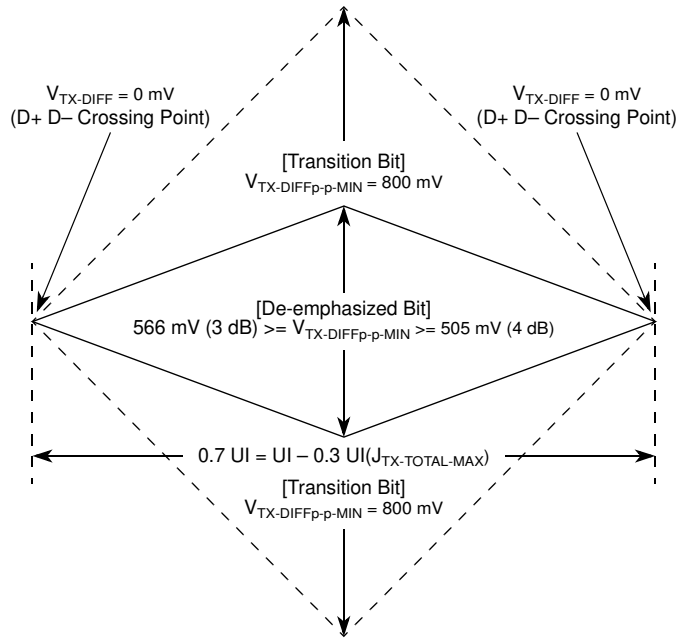 V_TX-DIFF = 0 mV
(D+ D– Crossing Point)
V_TX-DIFF = 0 mV
(D+ D– Crossing Point)
[Transition Bit]
V_TX-DIFFp-p-MIN = 800 mV
[De-emphasized Bit]
566 mV (3 dB) >= V_TX-DIFFp-p-MIN >= 505 mV (4 dB)
0.7 UI = UI – 0.3 UI(J_TX-TOTAL-MAX)
[Transition Bit]
V_TX-DIFFp-p-MIN = 800 mV